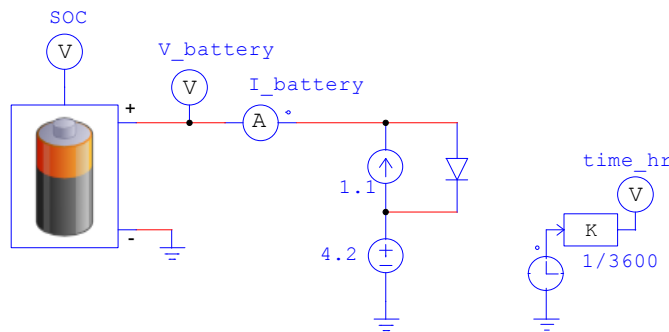 SOC
V
V_battery
V
I_battery
A
+
-
1.1
4.2
+
-
time_hr
V
K
1/3600